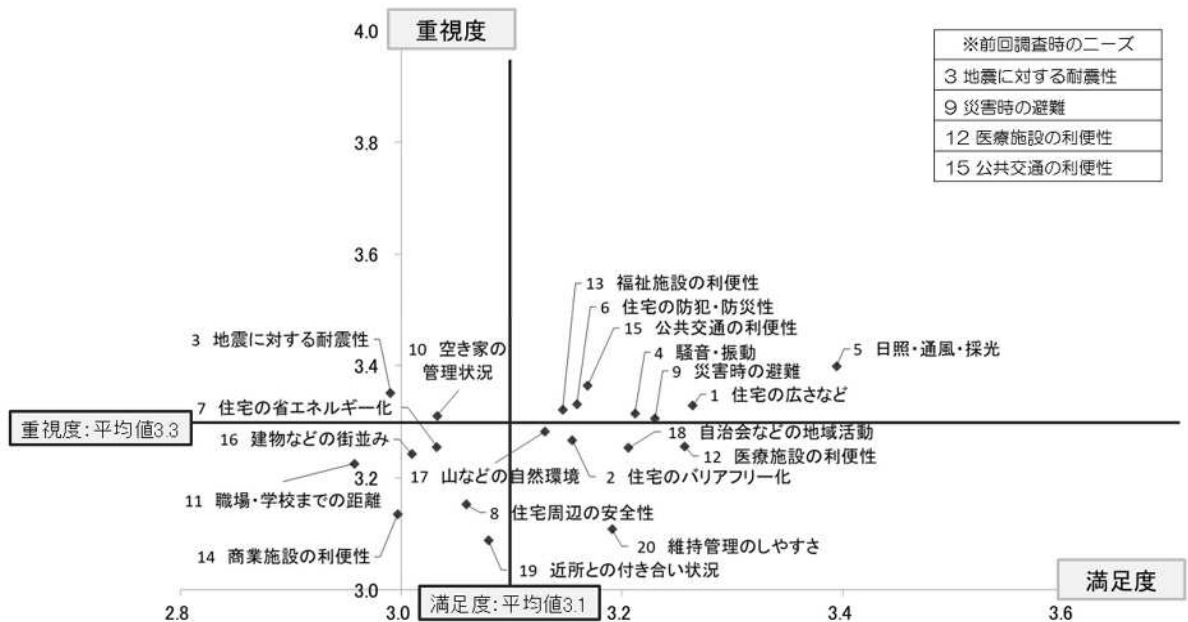 4.0
重視度
※前回調査時のニーズ
3 地震に対する耐震性
9 災害時の避難
12 医療施設の利便性
15 公共交通の利便性
3.8
3.6
13 福祉施設の利便性
6 住宅の防犯・防災性
15 公共交通の利便性
3 地震に対する耐震性
10 空き家の
管理状況
4 騒音・振動
5 日照・通風・採光
3.4
9 災害時の避難
1 住宅の広さなど
7 住宅の省エネルギー化
重視度:平均値3.3
16 建物などの街並み
18 自治会などの地域活動
12 医療施設の利便性
3.2
17 山などの自然環境
2 住宅のバリアフリー化
11 職場・学校までの距離
8 住宅周辺の安全性
14 商業施設の利便性
20 維持管理のしやすさ
19 近所との付き合い状況
3.0
満足度
満足度:平均値3.1
2.8
3.0
3.2
3.4
3.6